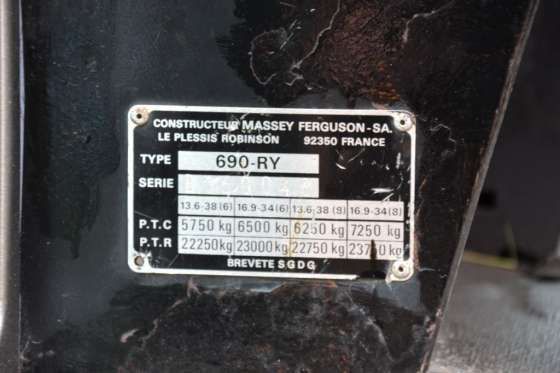 CONSTRUCTEUR MASSEY FERGUSON-SA.
LE PLESSIS ROBINSON 92350 FRANCE
TYPE 690-RY
SERIE
13.6-38 (6) 16.9-34 (6) 13.6-38 (8) 16.9-34 (8)
P.T.C 5750 kg 6500 kg 6250 kg 7250 kg
P.T.R 22250 kg 23000 kg 22750 kg 23750 kg
BREVETE S G D G